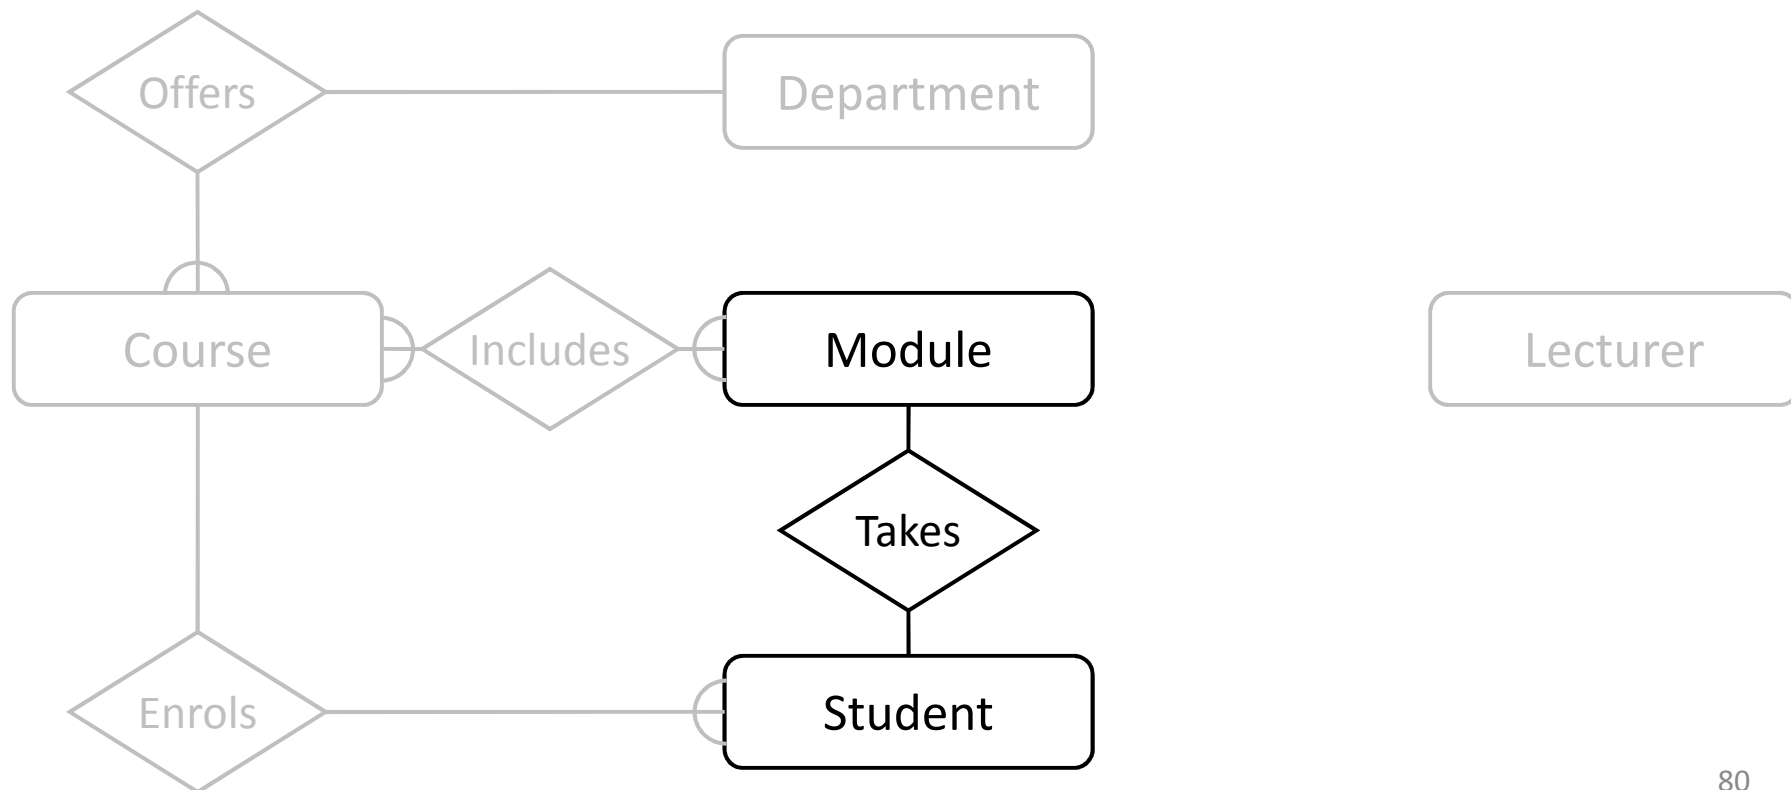 Offers
Department
Course
Includes
Module
Lecturer
Takes
Enrols
Student
80